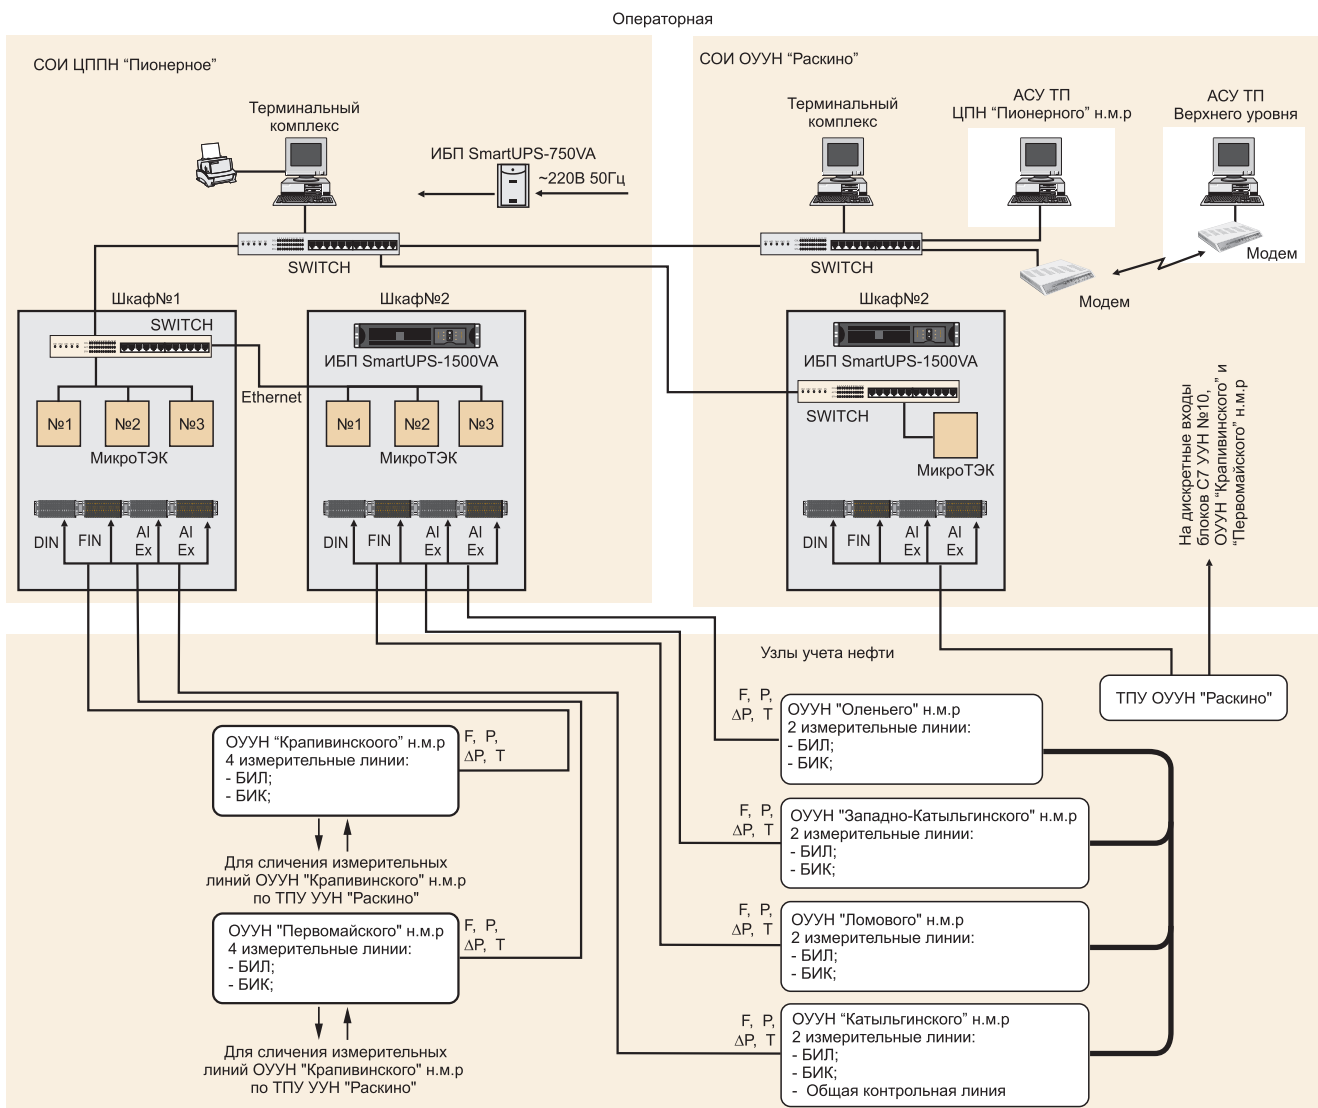 Операторная
СОИ ЦППН “Пионерное”
Терминальный
комплекс
ИБП SmartUPS-750VA
~220В 50Гц
SWITCH
СОИ ОУУН “Раскино”
Терминальный
комплекс
АСУ ТП
ЦПН “Пионерного” н.м.р
АСУ ТП
Верхнего уровня
SWITCH
Модем
Модем
Шкаф№1
SWITCH
№1
№2
№3
МикроТЭК
DIN
FIN
AI
Ex
AI
Ex
Ethernet
Шкаф№2
ИБП SmartUPS-1500VA
№1
№2
№3
МикроТЭК
DIN
FIN
AI
Ex
AI
Ex
Шкаф№2
ИБП SmartUPS-1500VA
SWITCH
МикроТЭК
DIN
FIN
AI
Ex
AI
Ex
На дискретные входы
блоков С7 УУН №10,
ОУУН “Крапивинского” и
“Первомайского” н.м.р
Узлы учета нефти
ТПУ ОУУН "Раскино"
ОУУН “Крапивинскоого” н.м.р
4 измерительные линии:
- БИЛ;
- БИК;
F, P,
ΔP, T
Для сличения измерительных
линий ОУУН "Крапивинского" н.м.р
по ТПУ УУН "Раскино"
ОУУН "Первомайского" н.м.р
4 измерительные линии:
- БИЛ;
- БИК;
F, P,
ΔP, T
Для сличения измерительных
линий ОУУН "Крапивинского" н.м.р
по ТПУ УУН "Раскино"
F, P,
ΔP, T
ОУУН "Оленьего" н.м.р
2 измерительные линии:
- БИЛ;
- БИК;
F, P,
ΔP, T
ОУУН "Западно-Катыльгинского" н.м.р
2 измерительные линии:
- БИЛ;
- БИК;
F, P,
ΔP, T
ОУУН "Ломового" н.м.р
2 измерительные линии:
- БИЛ;
- БИК;
F, P,
ΔP, T
ОУУН “Катыльгинского” н.м.р
2 измерительные линии:
- БИЛ;
- БИК;
- Общая контрольная линия